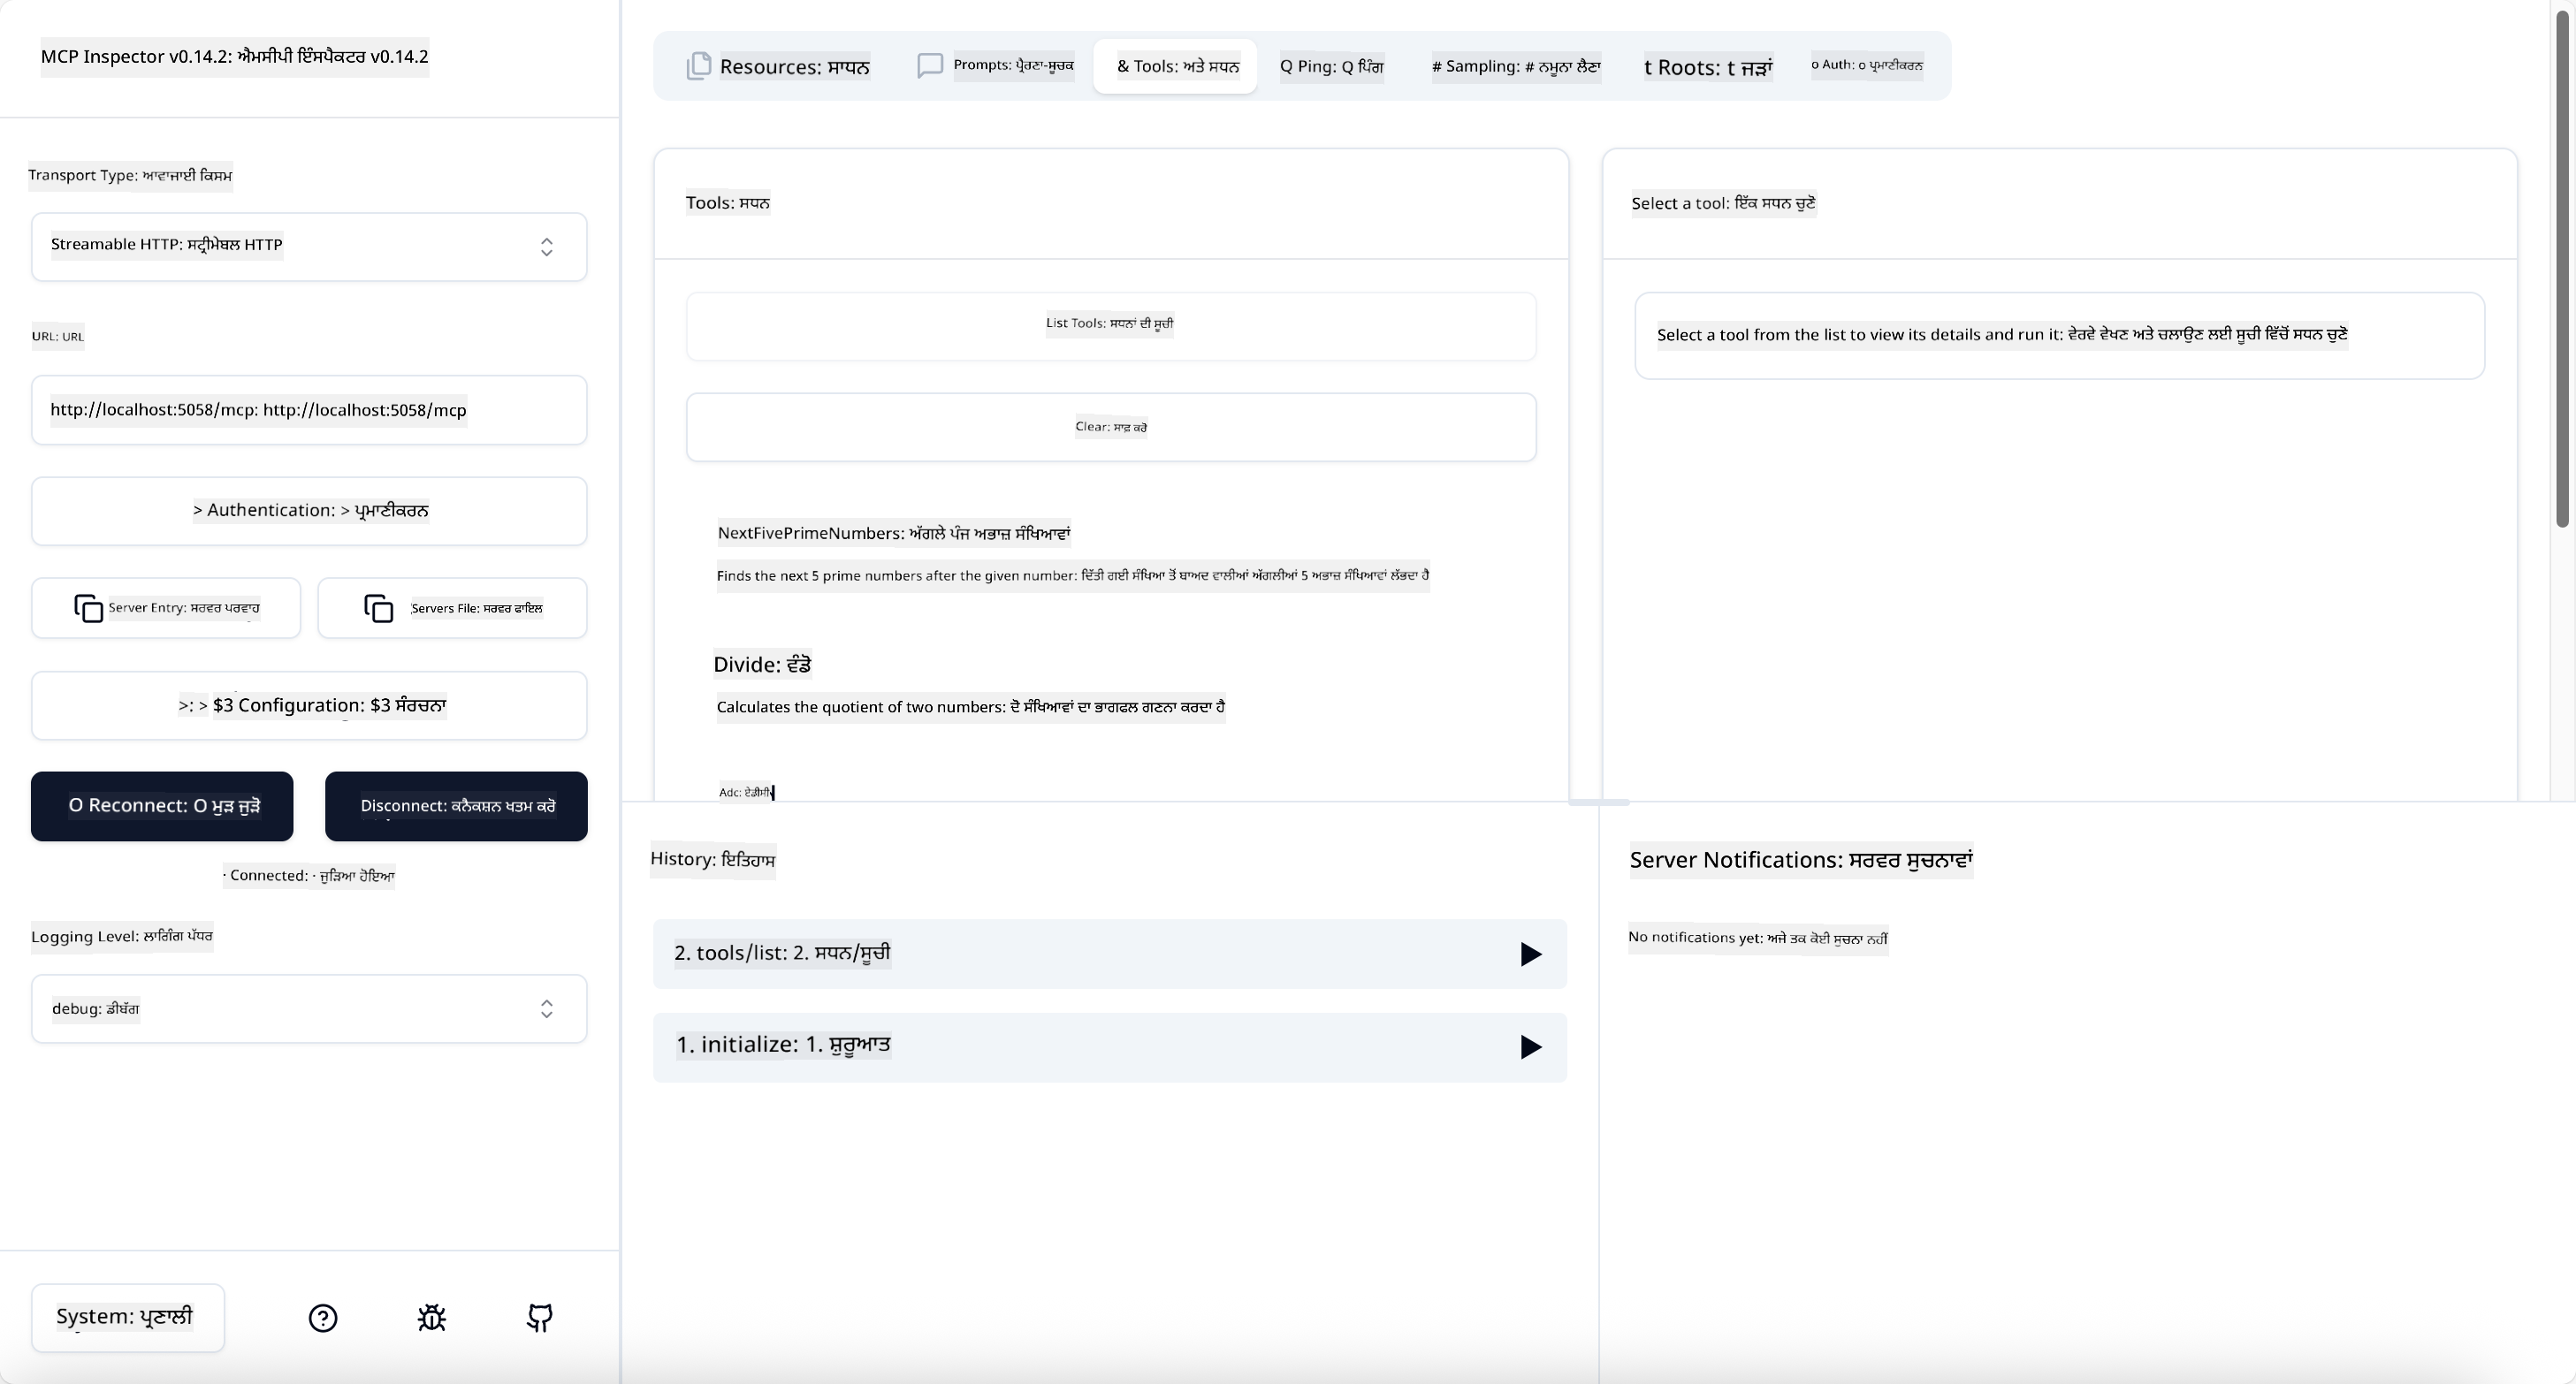 MCP Inspector v0.14.2: ਐਮਸੀਪੀ ਇੰਸਪੈਕਟਰ v0.14.2
Transport Type: ਆਵਾਜਾਈ ਕਿਸਮ
Streamable HTTP: ਸਟ੍ਰੀਮੇਬਲ HTTP
URL: URL
http://localhost:5058/mcp: http://localhost:5058/mcp
> Authentication: > ਪ੍ਰਮਾਣੀਕਰਨ
Server Entry: ਸਰਵਰ ਪਰਵਾਹ
Servers File: ਸਰਵਰ ਫਾਇਲ
>: > $3 Configuration: $3 ਸੰਰਚਨਾ
O Reconnect: O ਮੁੜ ਜੁੜੋ
Disconnect: ਕਨੈਕਸ਼ਨ ਖਤਮ ਕਰੋ
· Connected: · ਜੁੜਿਆ ਹੋਇਆ
Logging Level: ਲਾਗਿੰਗ ਪੱਧਰ
debug: ਡੀਬੱਗ
System: ਪ੍ਰਣਾਲੀ
Resources: ਸਾਧਨ
Prompts: ਪ੍ਰੈਰਣਾ-ਸੂਚਕ
& Tools: ਅਤੇ ਸਧਨ
Q Ping: Q ਪਿੰਗ
# Sampling: # ਨਮੂਨਾ ਲੈਣਾ
t Roots: t ਜੜਾਂ
o Auth: o ਪ੍ਰਮਾਣੀਕਰਨ
Tools: ਸਧਨ
List Tools: ਸਧਨਾਂ ਦੀ ਸੂਚੀ
Clear: ਸਾਫ਼ ਕਰੋ
NextFivePrimeNumbers: ਅੱਗਲੇ ਪੰਜ ਅਭਾਜ਼ ਸੰਖਿਆਵਾਂ
Finds the next 5 prime numbers after the given number: ਦਿੱਤੀ ਗਈ ਸੰਖਿਆ ਤੋਂ ਬਾਅਦ ਵਾਲੀਆਂ ਅੱਗਲੀਆਂ 5 ਅਭਾਜ਼ ਸੰਖਿਆਵਾਂ ਲੱਭਦਾ ਹੈ
Divide: ਵੰਡੋ
Calculates the quotient of two numbers: ਦੋ ਸੰਖਿਆਵਾਂ ਦਾ ਭਾਗਫਲ ਗਣਨਾ ਕਰਦਾ ਹੈ
Adc: ਏਡੀਸੀ
Select a tool: ਇੱਕ ਸਧਨ ਚੁਣੋ
Select a tool from the list to view its details and run it: ਵੇਰਵੇ ਵੇਖਣ ਅਤੇ ਚਲਾਉਣ ਲਈ ਸੂਚੀ ਵਿੱਚੋਂ ਸਧਨ ਚੁਣੋ
History: ਇਤਿਹਾਸ
2. tools/list: 2. ਸਧਨ/ਸੂਚੀ
1. initialize: 1. ਸ਼ੁਰੂਆਤ
Server Notifications: ਸਰਵਰ ਸੂਚਨਾਵਾਂ
No notifications yet: ਅਜੇ ਤਕ ਕੋਈ ਸੂਚਨਾ ਨਹੀਂ